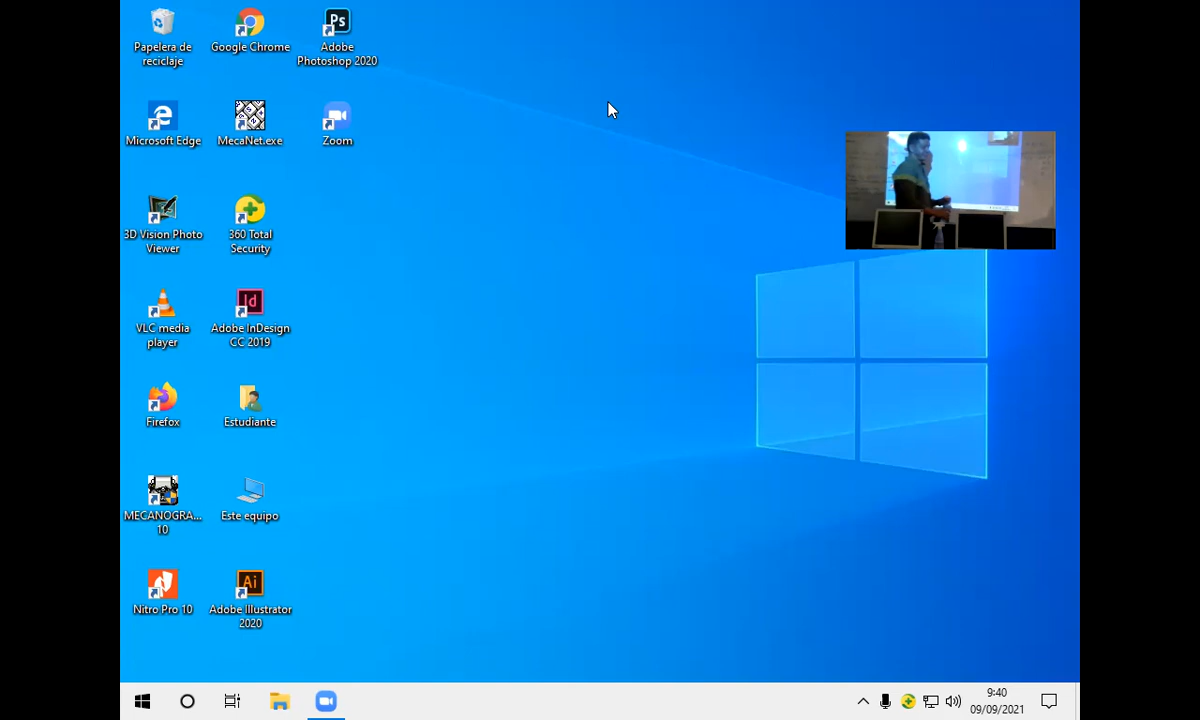 Papelera de
reciclaje
Google Chrome
Adobe
Photoshop 2020
Microsoft Edge
MecaNet.exe
Zoom
3D Vision Photo
Viewer
360 Total
Security
VLC media
player
Adobe InDesign
CC 2019
Firefox
Estudiante
MECANOGRA...
10
Este equipo
Nitro Pro 10
Adobe Illustrator
2020
9:40
09/09/2021